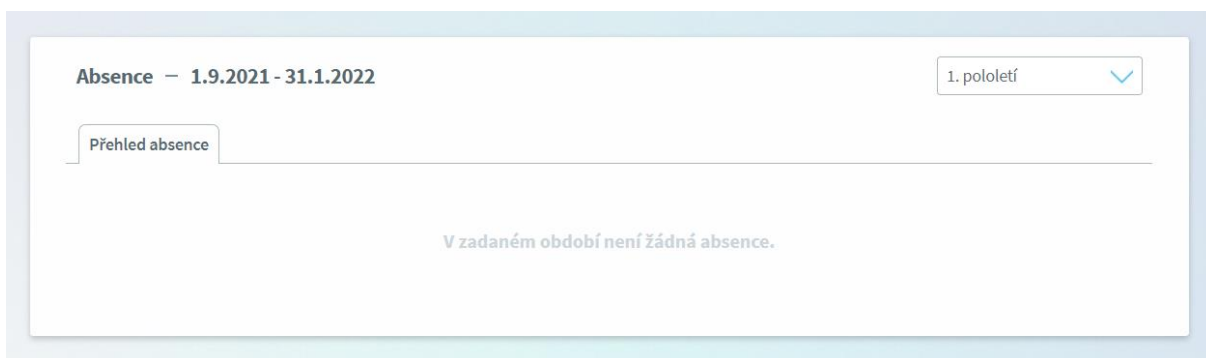 Absence – 1.9.2021 - 31.1.2022
1. pololetí
Přehled absence
V zadaném období není žádná absence.